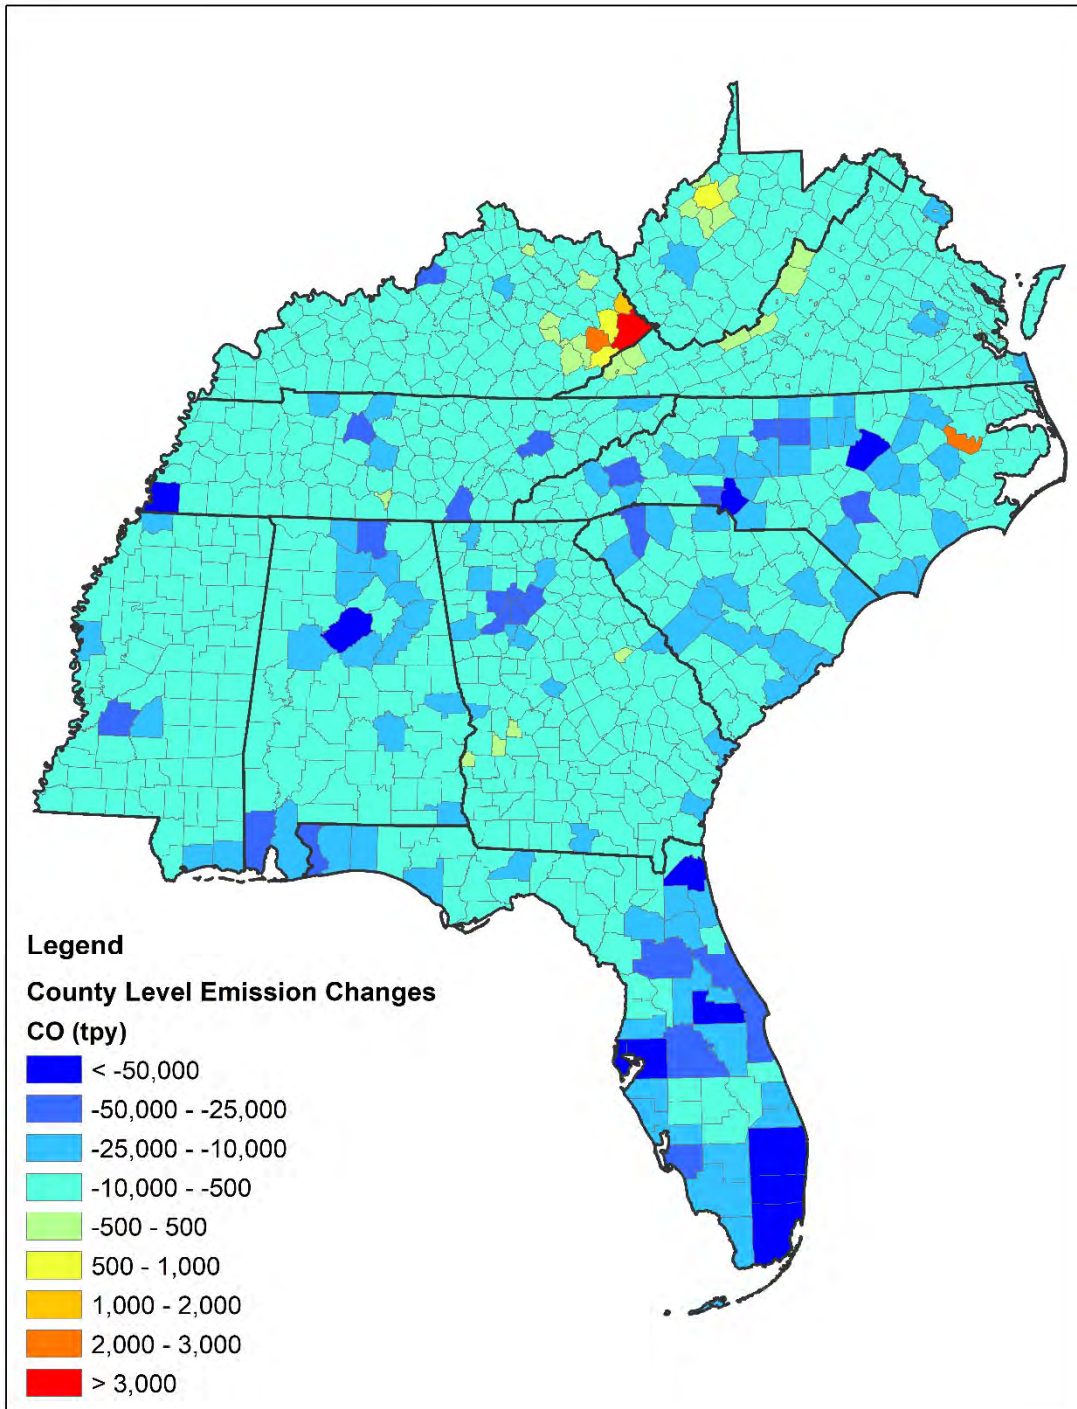 Legend
County Level Emission Changes
CO (tpy)
< -50,000
-50,000 - -25,000
-25,000 - -10,000
-10,000 - -500
-500 - 500
500 - 1,000
1,000 - 2,000
2,000 - 3,000
> 3,000